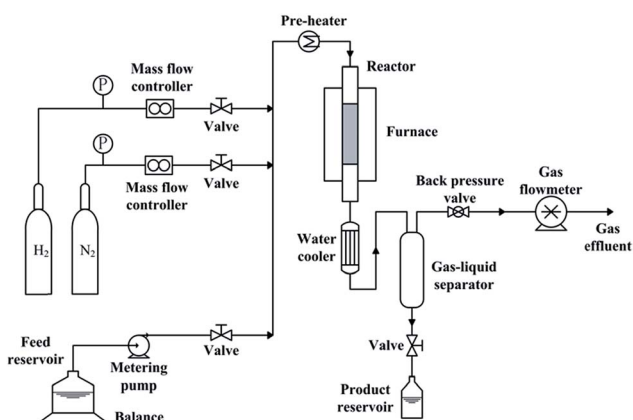 Pre-heater
Mass flow
controller
Reactor
P
Valve
Furnace
P
Mass flow
controller
Valve
Back pressure
valve
Gas
flowmeter
Gas
effluent
H2
N2
Water
cooler
Gas-liquid
separator
Feed
reservoir
Valve
Metering
pump
Valve
Product
reservoir
Balance